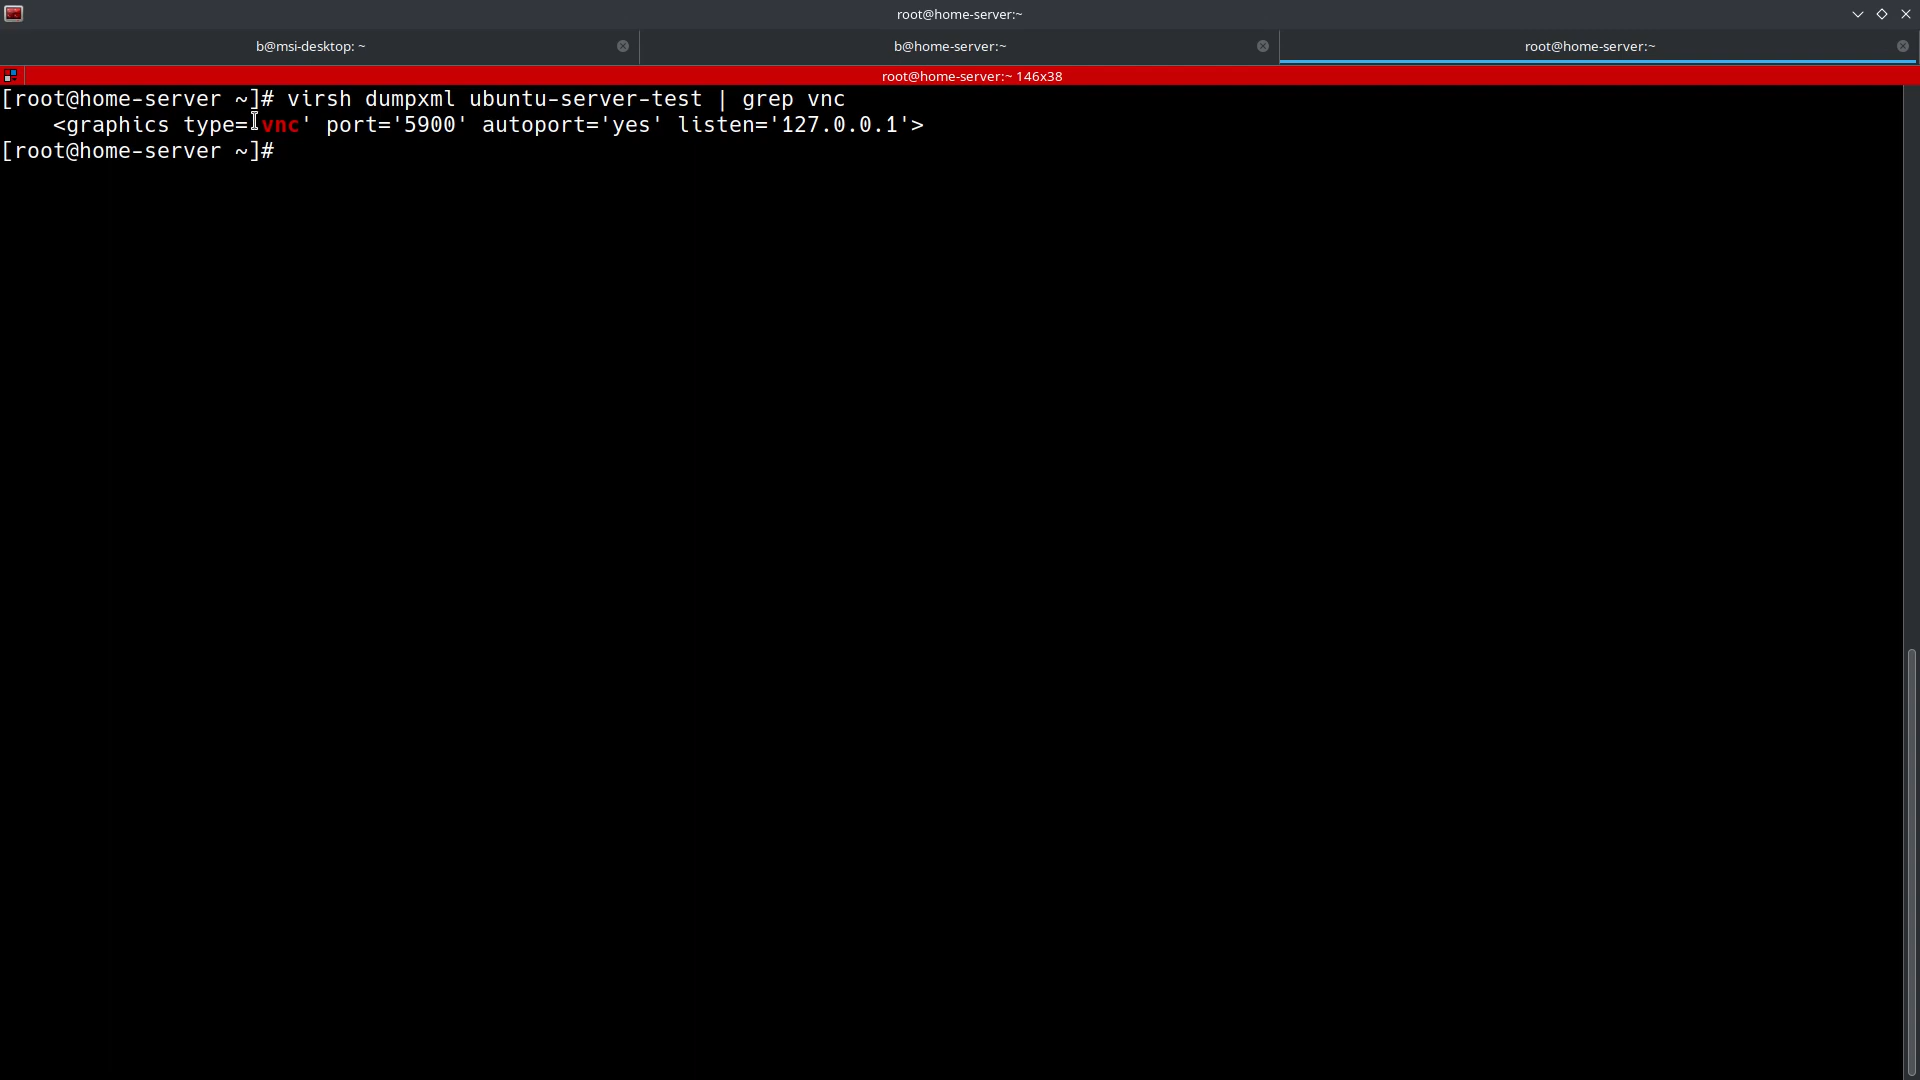 root@home-server:~
b@msi-desktop: ~
b@home-server:~
root@home-server:~
root@home-server:~ 146x38
[root@home-server ~]# virsh dumpxml ubuntu-server-test | grep vnc
<graphics type='vnc' port='5900' autoport='yes' listen='127.0.0.1'>
[root@home-server ~]#